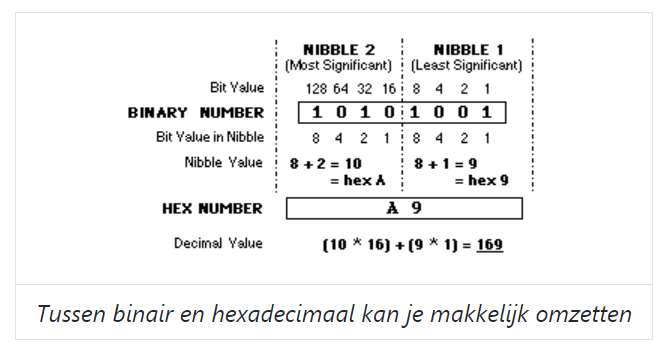 NIBBLE 2 NIBBLE 1
(Most Significant) (Least Significant)
Bit Value 128 64 32 16 8 4 2 1
BINARY NUMBER 1 0 1 0 1 0 0 1
Bit Value in Nibble 8 4 2 1 8 4 2 1
Nibble Value 8 + 2 = 10 8 + 1 = 9
= hex A = hex 9
HEX NUMBER A 9
Decimal Value (10 * 16) + (9 * 1) = 169
Tussen binair en hexadecimaal kan je makkelijk omzetten